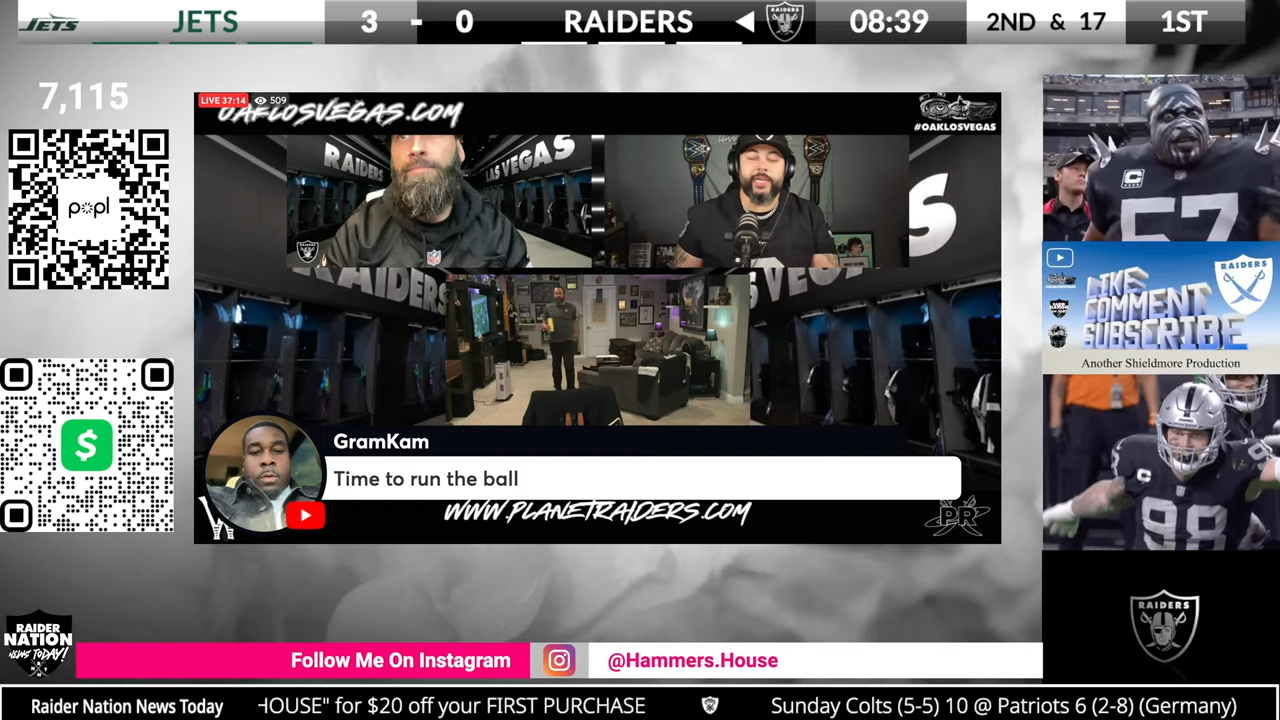 JETS
JETS
3 - 0
RAIDERS
RAIDERS
08:39
2ND & 17
1ST
7,115
popl
$
LIVE 37:14
509
OAKLOSVEGAS.COM
#OAKLOSVEGAS
RAIDERS
LAS VEGAS
S
RAIDERS
S VEG
GramKam
Time to run the ball
WWW.PLANETRAIDERS.COM
PR
C
57
LIKE
COMMENT
SUBSCRIBE
RAIDERS
Another Shieldmore Production
C
98
RAIDERS
RAIDER
NATION
NEWS TODAY!
Follow Me On Instagram
@Hammers.House
Raider Nation News Today
HOUSE" for $20 off your FIRST PURCHASE
Sunday Colts (5-5) 10 @ Patriots 6 (2-8) (Germany)